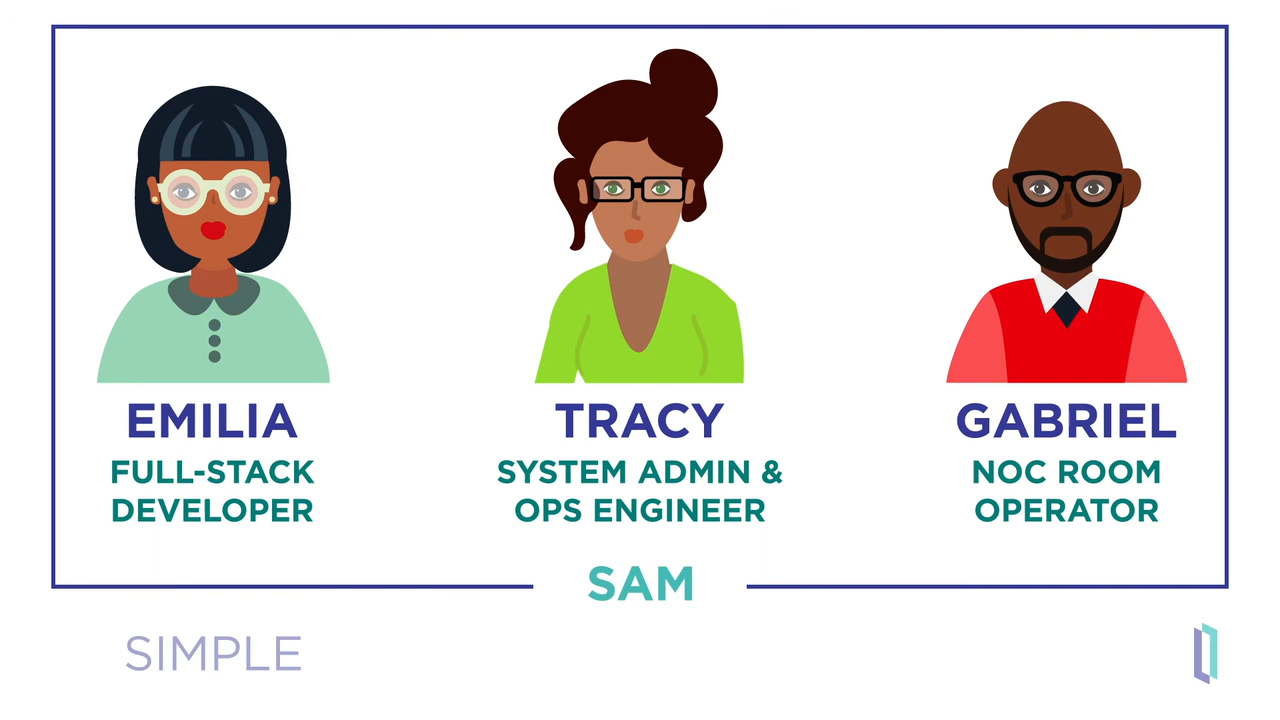 EMILIA
FULL-STACK
DEVELOPER
TRACY
SYSTEM ADMIN &
OPS ENGINEER
GABRIEL
NOC ROOM
OPERATOR
SAM
SIMPLE